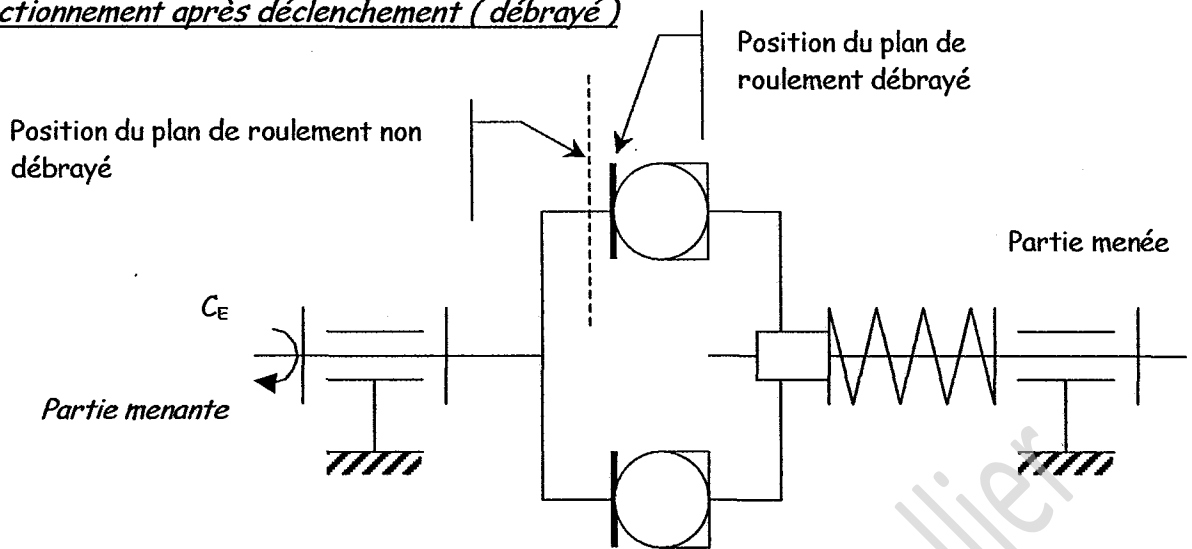 ctionnement après déclenchement ( débrayé )
Position du plan de
roulement débrayé
Position du plan de roulement non
débrayé
Partie menée
CE
Partie menante
llier